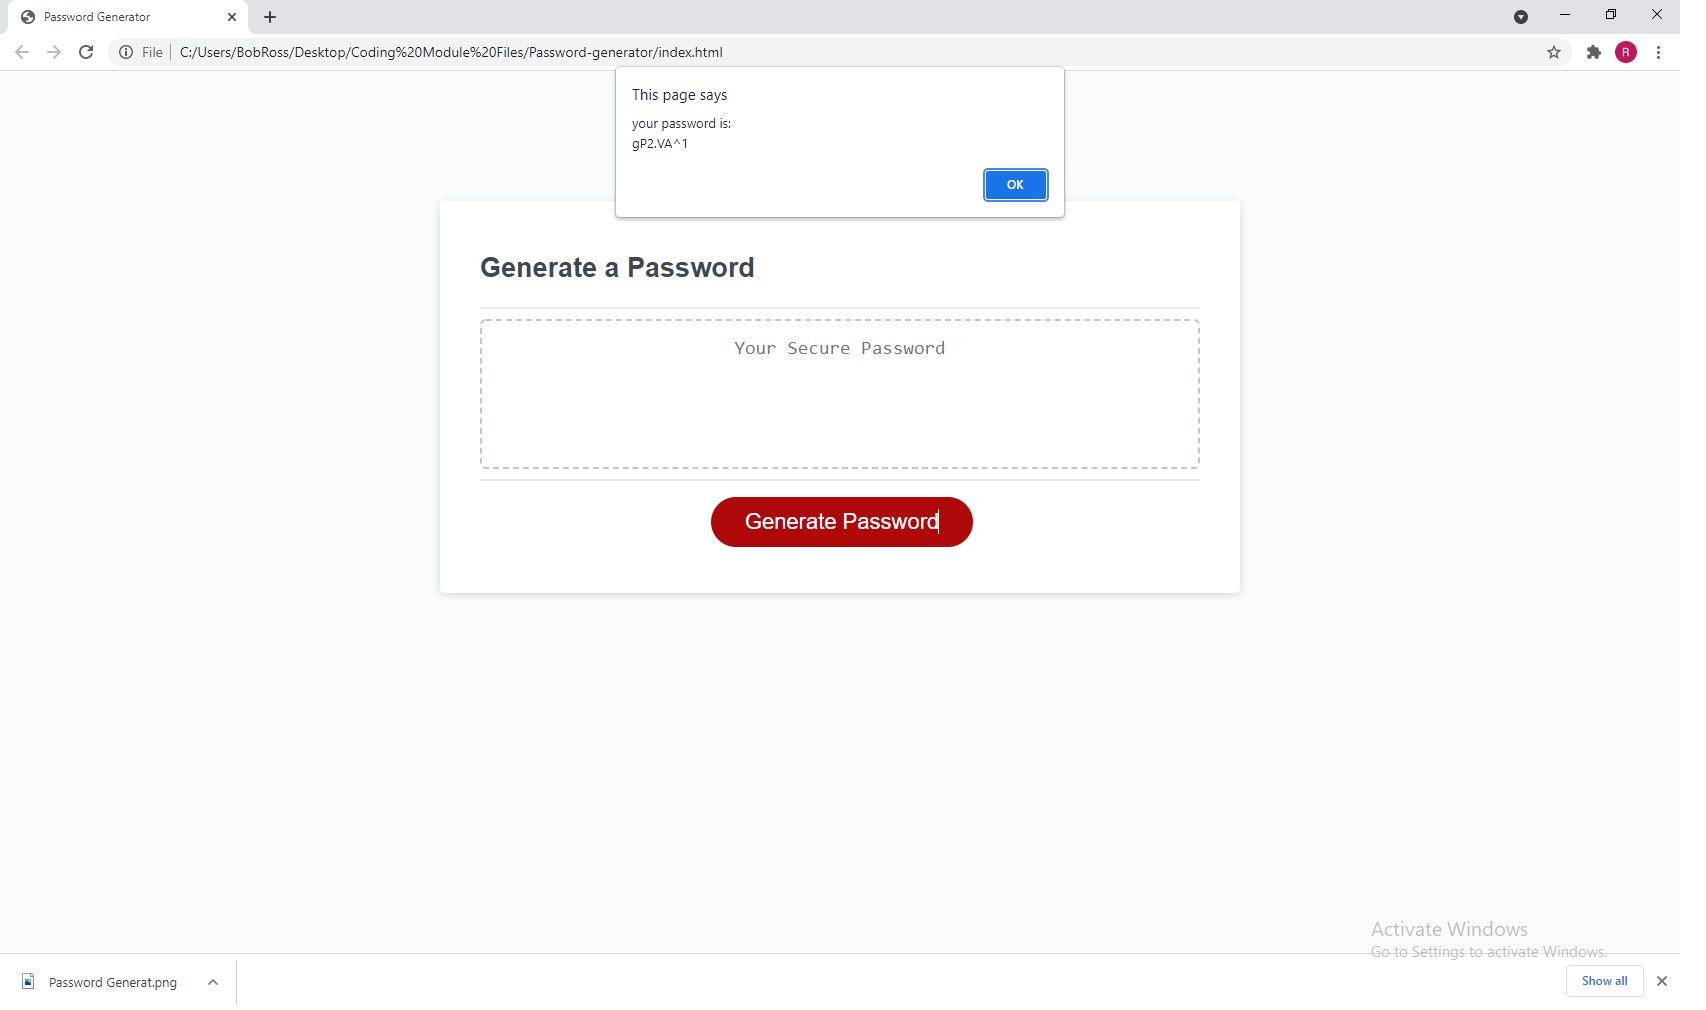 Password Generator
File C:/Users/BobRoss/Desktop/Coding%20Module%20Files/Password-generator/index.html
R
This page says
your password is:
gP2.VA^1
OK
Generate a Password
Your Secure Password
Generate Password
Activate Windows
Go to Settings to activate Windows.
Password Generat.png
Show all